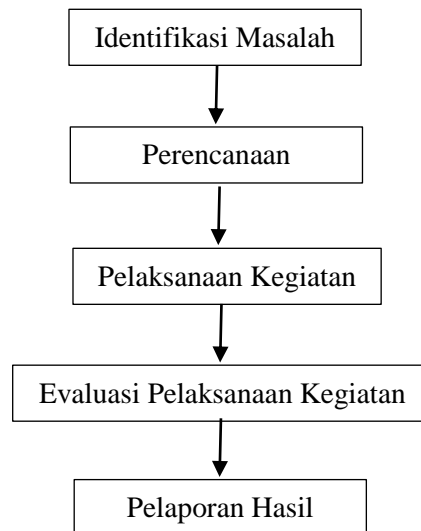 Identifikasi Masalah
Perencanaan
Pelaksanaan Kegiatan
Evaluasi Pelaksanaan Kegiatan
Pelaporan Hasil